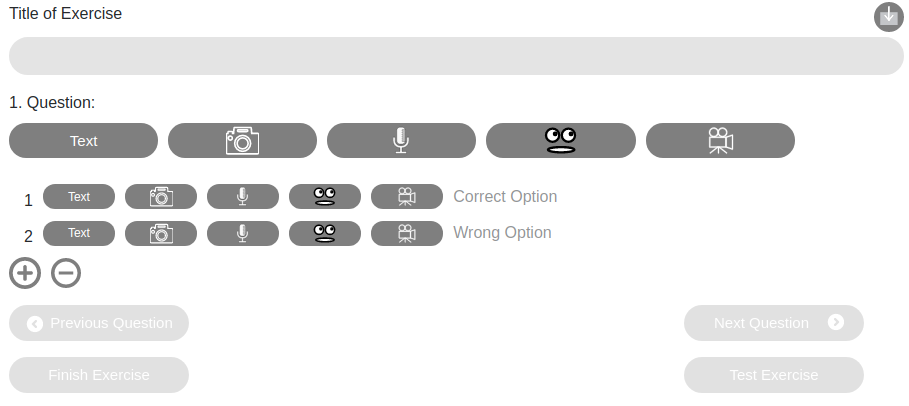 Title of Exercise
1. Question:
Text
1 Text Correct Option
2 Text Wrong Option
Previous Question Next Question
Finish Exercise Test Exercise